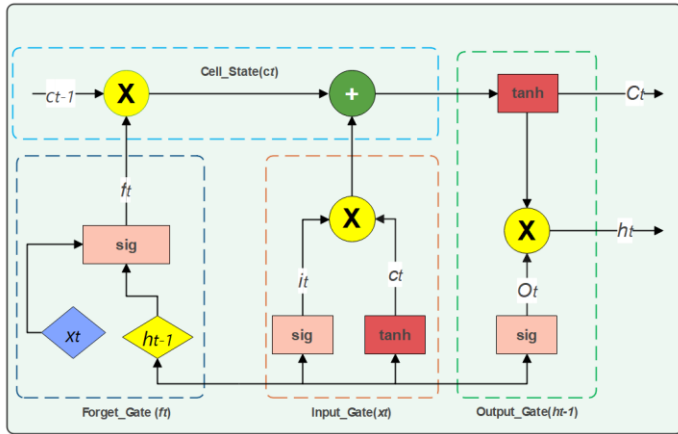 Cell_State(ct)
ct-1
X
+
tanh
Ct
ft
X
X
ht
sig
it
ct
Ot
xt
ht-1
sig
tanh
sig
Forget_Gate (ft)
Input_Gate(xt)
Output_Gate(ht-1)